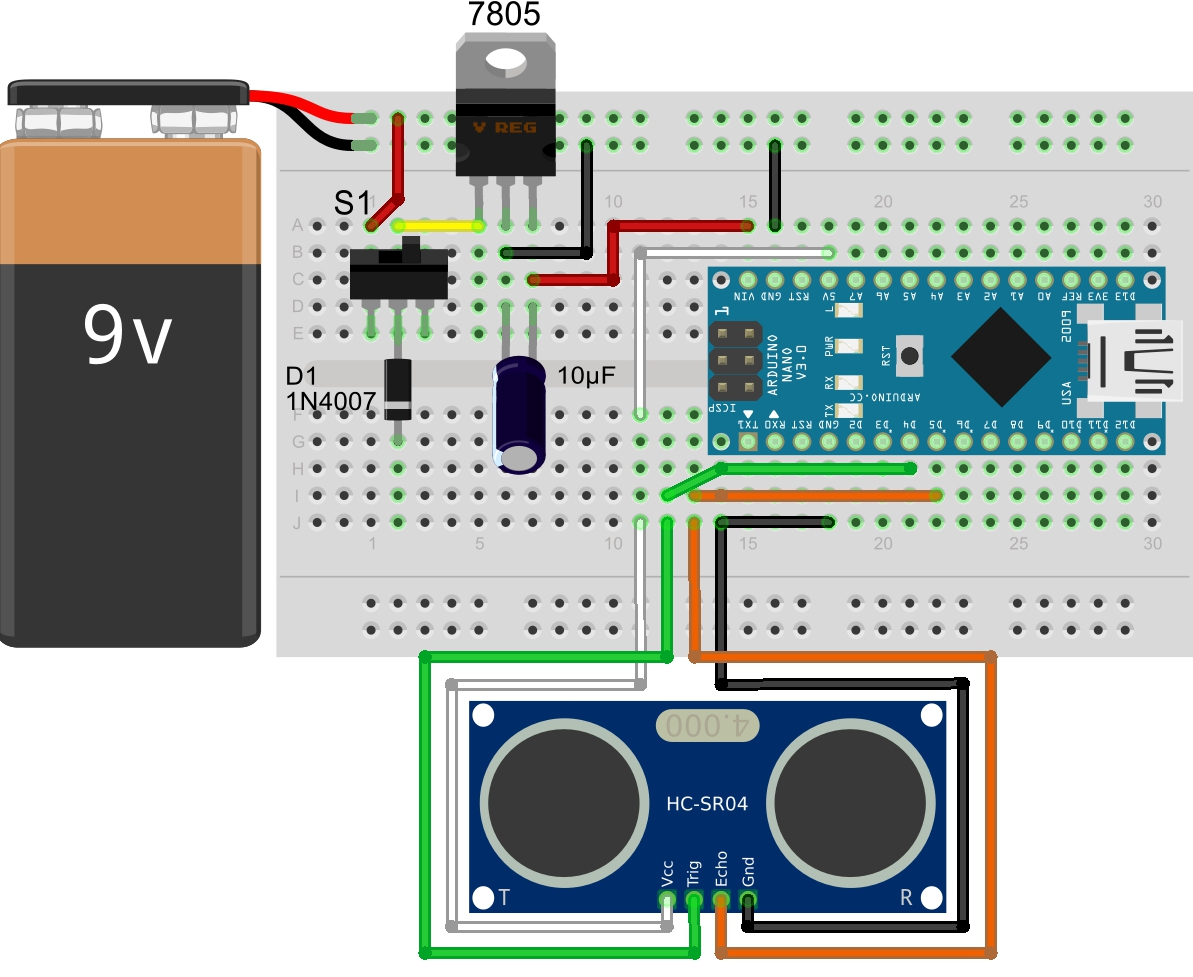 7805
V REG
S1
1 10 15 20 25 30
A
B
C
D
E
9v
VIN GND RST 5V A7 A6 A5 A4 A3 A2 A1 A0 REF 3V3 D13
L
PWR
RX
TX
RST
ARDUINO
NANO
V3.0
ICSP
ARDUINO.CC
USA
TX1 RX0 RST GND D2 D3 D4 D5 D6 D7 D8 D9 D10 D11 D12
D1
1N4007
10µF
F
G
H
I
J
1 5 10 15 20 25 30
4.000
HC-SR04
Vcc
Trig
Echo
Gnd
T
R